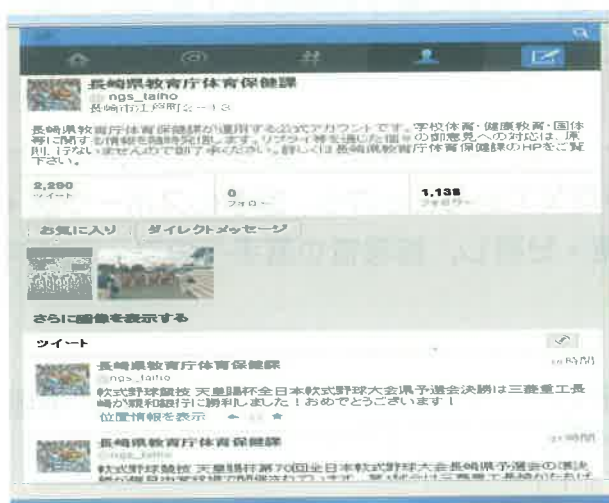 長崎県教育庁体育保健課
ngs_taiho
長崎市江戸町2-13
長崎県教育庁体育保健課が運用する公式アカウントです。学校体育・健康教育・国体
等に関する情報を随時発信します。リプライ等を通じた個々の御意見への対応は、原
則、行ないませんので御了承ください。詳しくは長崎県教育庁体育保健課のHPをご覧
下さい。
2,290
ツイート
0
フォロー
1,138
フォロワー
お気に入り ダイレクトメッセージ
さらに画像を表示する
ツイート
長崎県教育庁体育保健課
@ngs_taiho
時間
軟式野球競技 天皇賜杯全日本軟式野球大会県予選会決勝は三菱重工長
崎が親和銀行に勝利しました！おめでとうございます！
位置情報を表示
長崎県教育庁体育保健課
@ngs_taiho
時間
軟式野球競技 天皇賜杯第70回全日本軟式野球大会長崎県予選会の準決